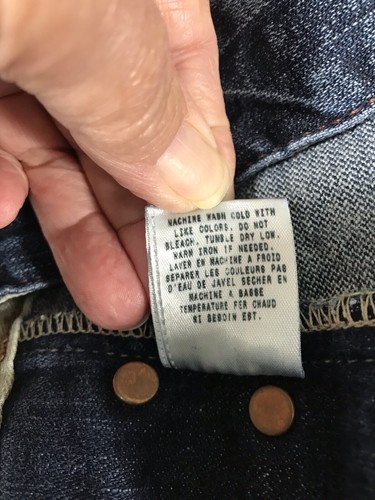 MACHINE WASH COLD WITH
LIKE COLORS. DO NOT
BLEACH. TUMBLE DRY LOW.
WARM IRON IF NEEDED.
LAVER EN MACHINE A FROID
SEPARER LES COULEURS PAS
D'EAU DE JAVEL SECHER EN
MACHINE A BASSE
TEMPERATURE FER CHAUD
SI BESOIN EST.